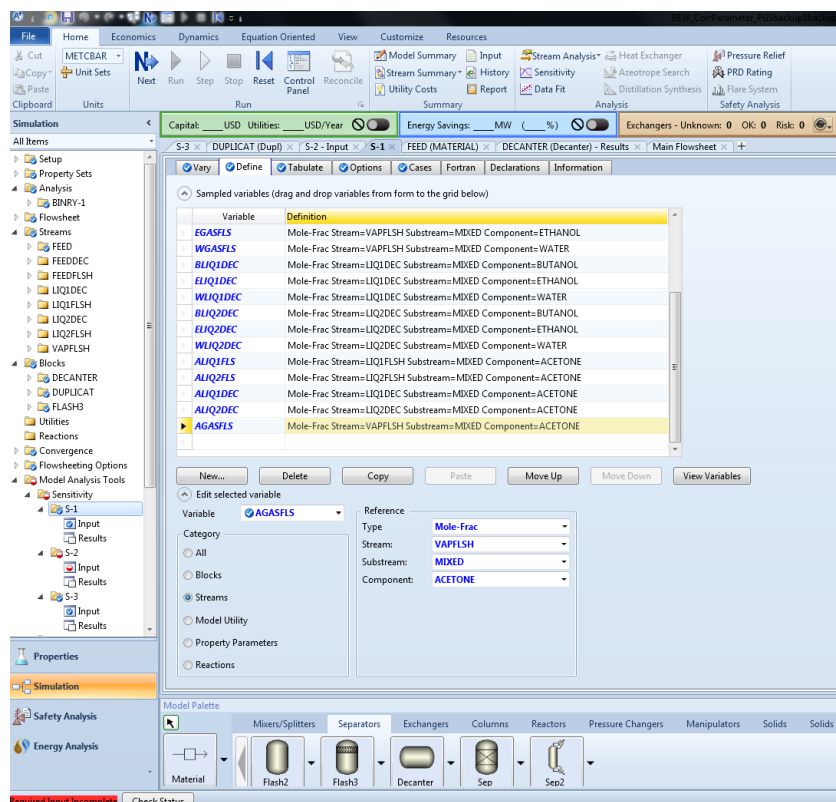 BEW_CorrParameter_PG$backup$backup
File Home Economics Dynamics Equation Oriented View Customize Resources
Cut METCBAR Model Summary Input Stream Analysis Heat Exchanger Pressure Relief
Copy Unit Sets Next Run Step Stop Reset Control Panel Reconcile Stream Summary History Sensitivity Azeotrope Search PRD Rating
Paste Utility Costs Report Data Fit Distillation Synthesis Flare System
Clipboard Units Run Summary Analysis Safety Analysis
Simulation < Capital: ____USD Utilities: ____USD/Year Energy Savings: ____MW (____%) Exchangers - Unknown: 0 OK: 0 Risk: 0
All Items S-3 × DUPLICAT (Dupl) × S-2 - Input × S-1 × FEED (MATERIAL) × DECANTER (Decanter) - Results × Main Flowsheet × +
Setup
Property Sets
Analysis
BINRY-1
Flowsheet
Streams
FEED
FEEDDEC
FEEDFLSH
LIQ1DEC
LIQ1FLSH
LIQ2DEC
LIQ2FLSH
VAPFLSH
Blocks
DECANTER
DUPLICAT
FLASH3
Utilities
Reactions
Convergence
Flowsheeting Options
Model Analysis Tools
Sensitivity
S-1
Input
Results
S-2
Input
Results
S-3
Input
Results
Properties
Simulation
Safety Analysis
Energy Analysis
Vary Define Tabulate Options Cases Fortran Declarations Information
Sampled variables (drag and drop variables from form to the grid below)
Variable Definition
EGASFLS Mole-Frac Stream=VAPFLSH Substream=MIXED Component=ETHANOL
WGASFLS Mole-Frac Stream=VAPFLSH Substream=MIXED Component=WATER
BLIQ1DEC Mole-Frac Stream=LIQ1DEC Substream=MIXED Component=BUTANOL
ELIQ1DEC Mole-Frac Stream=LIQ1DEC Substream=MIXED Component=ETHANOL
WLIQ1DEC Mole-Frac Stream=LIQ1DEC Substream=MIXED Component=WATER
BLIQ2DEC Mole-Frac Stream=LIQ2DEC Substream=MIXED Component=BUTANOL
ELIQ2DEC Mole-Frac Stream=LIQ2DEC Substream=MIXED Component=ETHANOL
WLIQ2DEC Mole-Frac Stream=LIQ2DEC Substream=MIXED Component=WATER
ALIQ1FLS Mole-Frac Stream=LIQ1FLSH Substream=MIXED Component=ACETONE
ALIQ2FLS Mole-Frac Stream=LIQ2FLSH Substream=MIXED Component=ACETONE
ALIQ1DEC Mole-Frac Stream=LIQ1DEC Substream=MIXED Component=ACETONE
ALIQ2DEC Mole-Frac Stream=LIQ2DEC Substream=MIXED Component=ACETONE
AGASFLS Mole-Frac Stream=VAPFLSH Substream=MIXED Component=ACETONE
New... Delete Copy Paste Move Up Move Down View Variables
Edit selected variable
Variable AGASFLS
Category
All
Blocks
Streams
Model Utility
Property Parameters
Reactions
Reference
Type Mole-Frac
Stream: VAPFLSH
Substream: MIXED
Component: ACETONE
Model Palette
Mixers/Splitters Separators Exchangers Columns Reactors Pressure Changers Manipulators Solids Solids
Material Flash2 Flash3 Decanter Sep Sep2
Required Input Incomplete Check Status